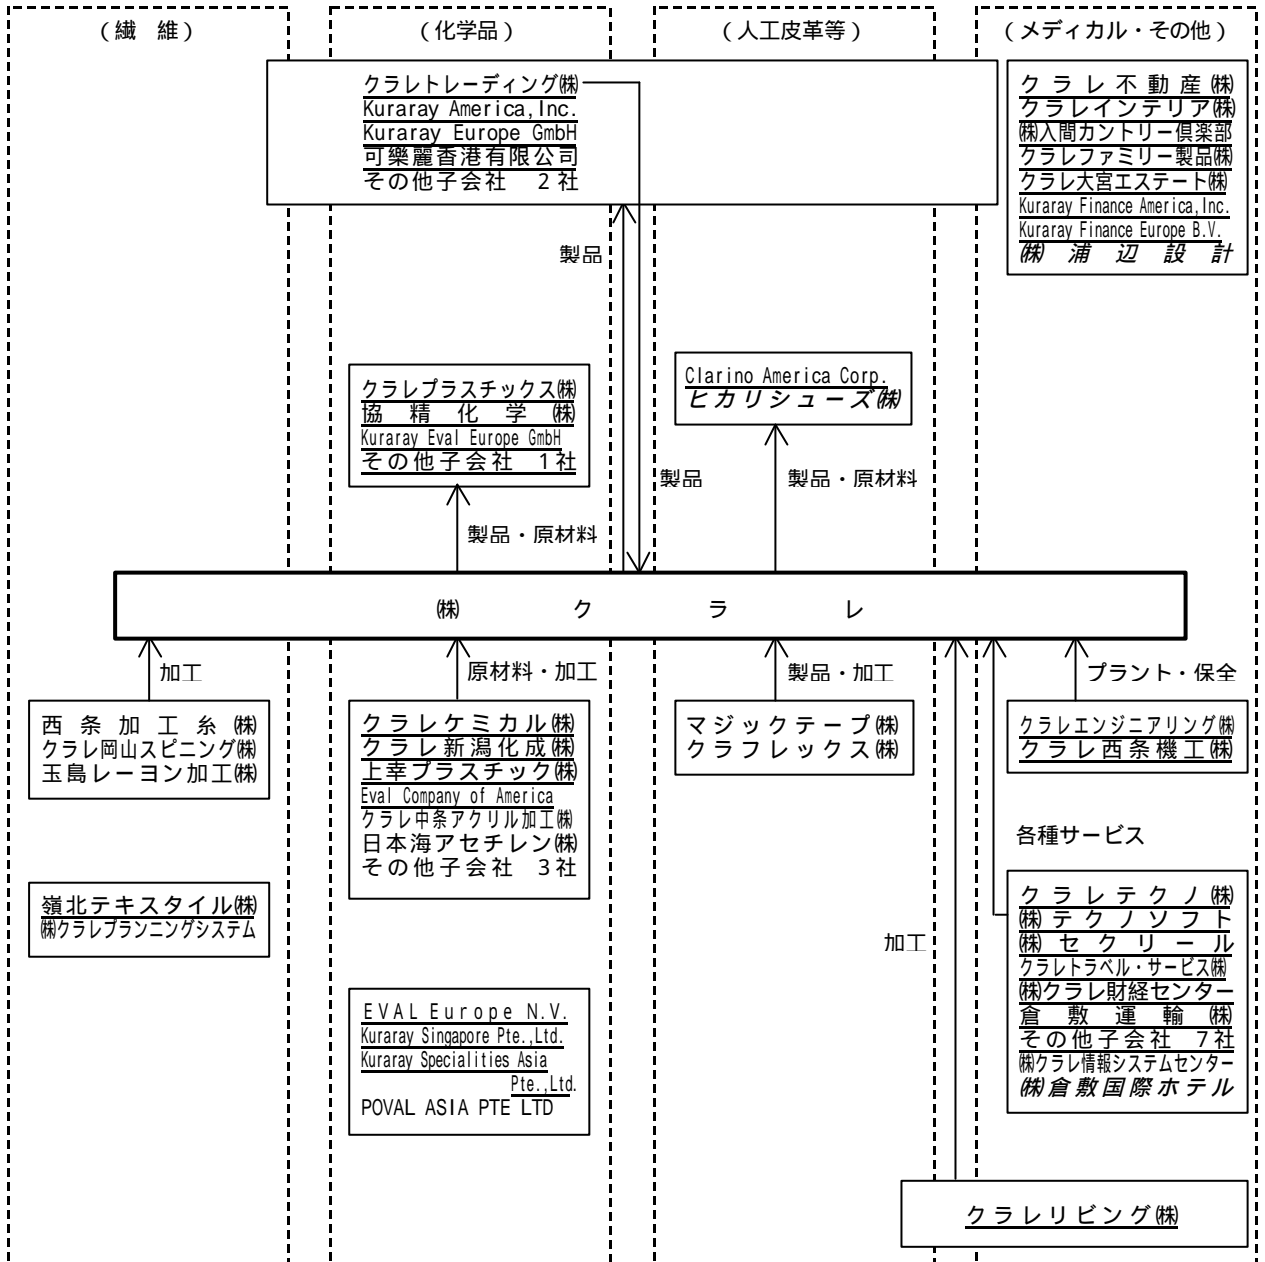 （繊　維）
（化学品）
（人工皮革等）
（メディカル・その他）
クラレトレーディング㈱
Kuraray America,Inc.
Kuraray Europe GmbH
可樂麗香港有限公司
その他子会社　2社
クラレ不動産㈱
クラレインテリア㈱
㈱入間カントリー倶楽部
クラレファミリー製品㈱
クラレ大宮エステート㈱
Kuraray Finance America,Inc.
Kuraray Finance Europe B.V.
㈱浦辺設計
製品
クラレプラスチックス㈱
協精化学㈱
Kuraray Eval Europe GmbH
その他子会社　1社
Clarino America Corp.
ヒカリシューズ㈱
製品
製品・原材料
製品・原材料
㈱クラレ
加工
原材料・加工
製品・加工
プラント・保全
西条加工糸㈱
クラレ岡山スピニング㈱
玉島レーヨン加工㈱
クラレケミカル㈱
クラレ新潟化成㈱
上幸プラスチック㈱
Eval Company of America
クラレ中条アクリル加工㈱
日本海アセチレン㈱
その他子会社　3社
マジックテープ㈱
クラフレックス㈱
クラレエンジニアリング㈱
クラレ西条機工㈱
各種サービス
嶺北テキスタイル㈱
㈱クラレプランニングシステム
加工
クラレテクノ㈱
㈱テクノソフト
㈱セクリール
クラレトラベル・サービス㈱
㈱クラレ財経センター
倉敷運輸㈱
その他子会社　7社
㈱クラレ情報システムセンター
㈱倉敷国際ホテル
EVAL Europe N.V.
Kuraray Singapore Pte.,Ltd.
Kuraray Specialities Asia
Pte.,Ltd.
POVAL ASIA PTE LTD
クラレリビング㈱